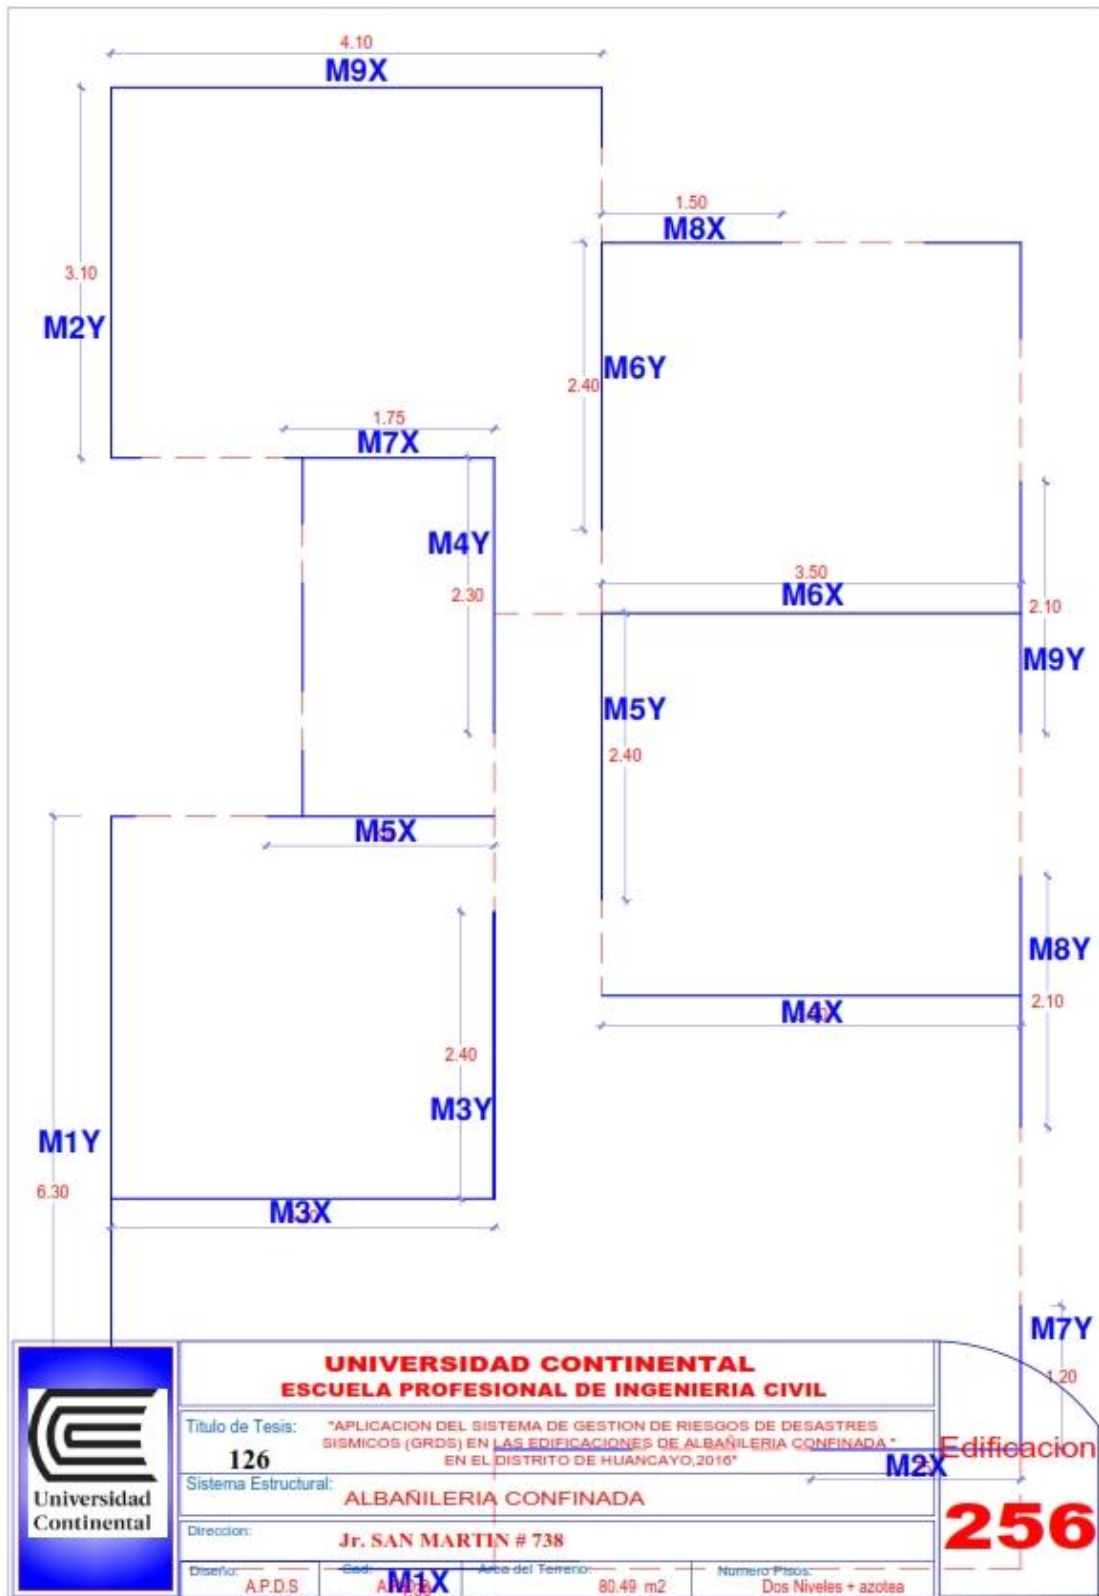 4.10
M9X
1.50
M8X
3.10
M2Y
M6Y
2.40
1.75
M7X
M4Y
2.30
3.50
M6X
2.10
M9Y
M5Y
2.40
M5X
M8Y
2.10
M4X
2.40
M3Y
M1Y
6.30
M3X
M7Y
1.20
UNIVERSIDAD CONTINENTAL
ESCUELA PROFESIONAL DE INGENIERIA CIVIL
Titulo de Tesis: "APLICACION DEL SISTEMA DE GESTION DE RIESGOS DE DESASTRES
SISMICOS (GRDS) EN LAS EDIFICACIONES DE ALBAÑILERIA CONFINADA "
126 EN EL DISTRITO DE HUANCAYO,2016"
M2X
Edificacion
Sistema Estructural: ALBAÑILERIA CONFINADA
Universidad
Continental
256
Direccion: Jr. SAN MARTIN # 738
Diseño: A.P.D.S
Cad:
M1X
Area del Terreno: 80.49 m2
Numero Pisos: Dos Niveles + azotea